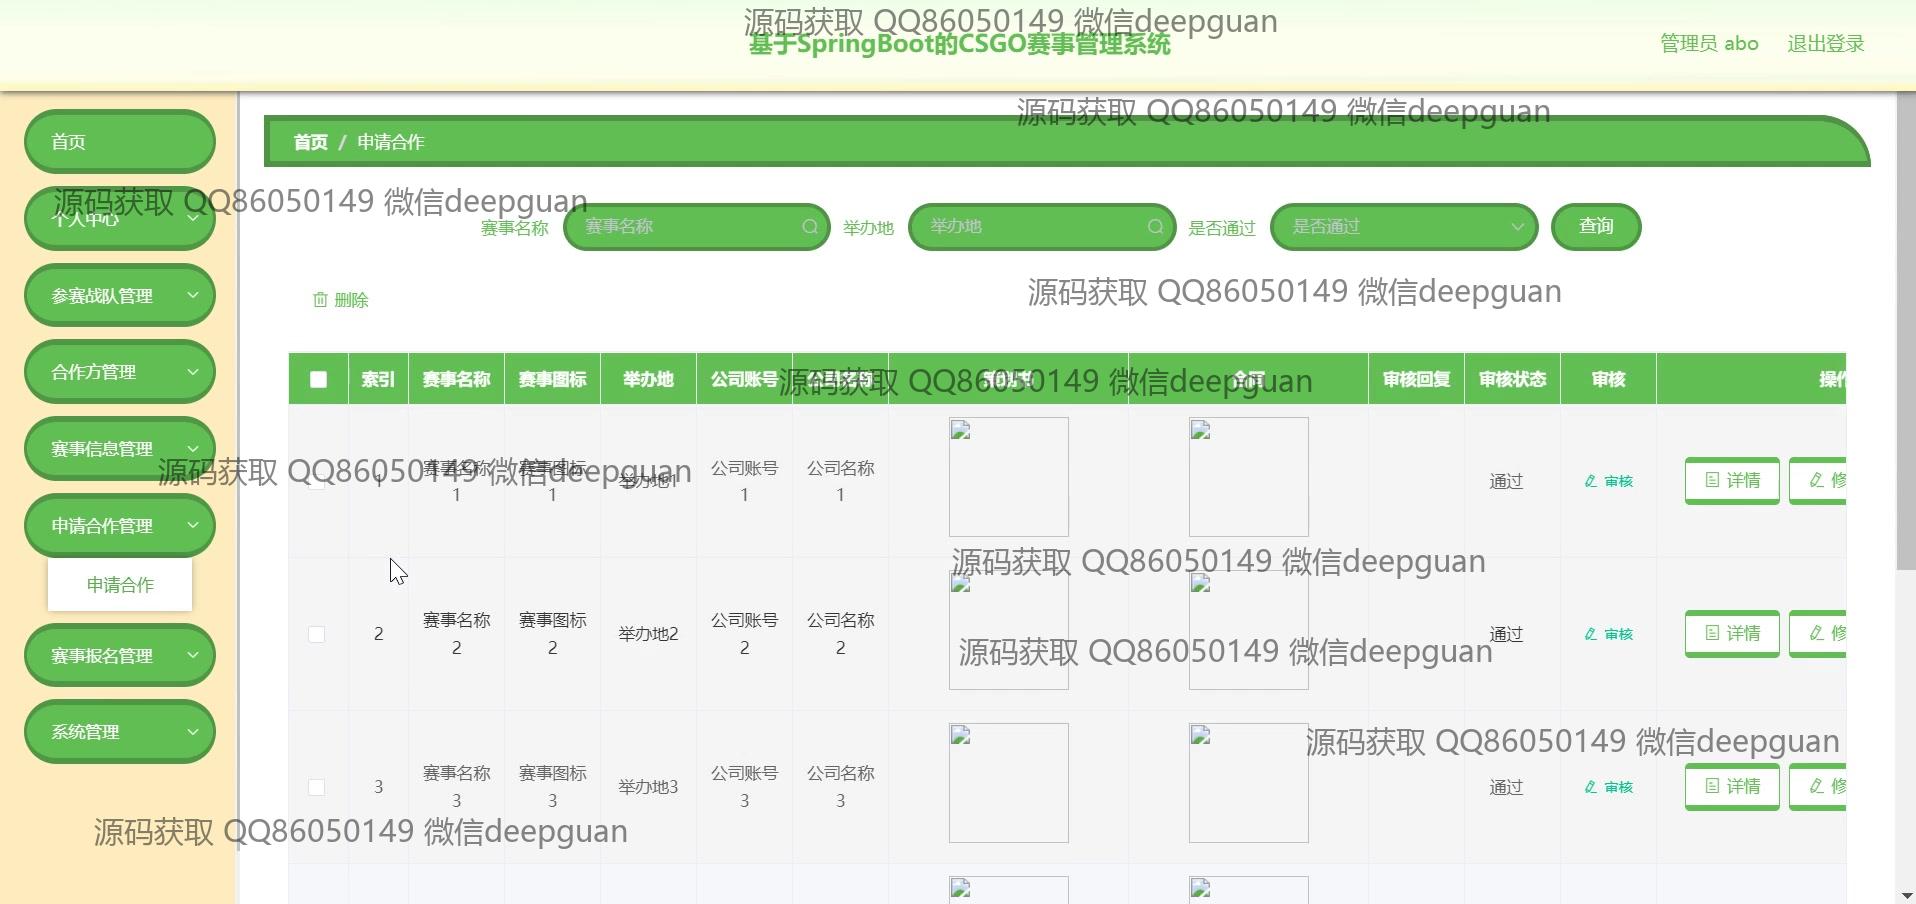 源码获取 QQ86050149 微信deepguan
基于SpringBoot的CSGO赛事管理系统
管理员 abo
退出登录
源码获取 QQ86050149 微信deepguan
首页
首页 / 申请合作
源码获取 QQ86050149 微信deepguan
个人中心
赛事名称 赛事名称 举办地 举办地 是否通过 是否通过 查询
参赛战队管理
源码获取 QQ86050149 微信deepguan
删除
合作方管理
索引 赛事名称 赛事图标 举办地 公司账号 审核回复 审核状态 审核 操作
源码获取 QQ86050149 微信deepguan
赛事信息管理
源码获取 QQ86050149 微信deepguan
1 赛事名称1 赛事图标1 举办地1 公司账号1 公司名称1 通过 审核 详情 修
申请合作管理
源码获取 QQ86050149 微信deepguan
申请合作
2 赛事名称2 赛事图标2 举办地2 公司账号2 公司名称2 通过 审核 详情 修
源码获取 QQ86050149 微信deepguan
赛事报名管理
系统管理
源码获取 QQ86050149 微信deepguan
3 赛事名称3 赛事图标3 举办地3 公司账号3 公司名称3 通过 审核 详情 修
源码获取 QQ86050149 微信deepguan